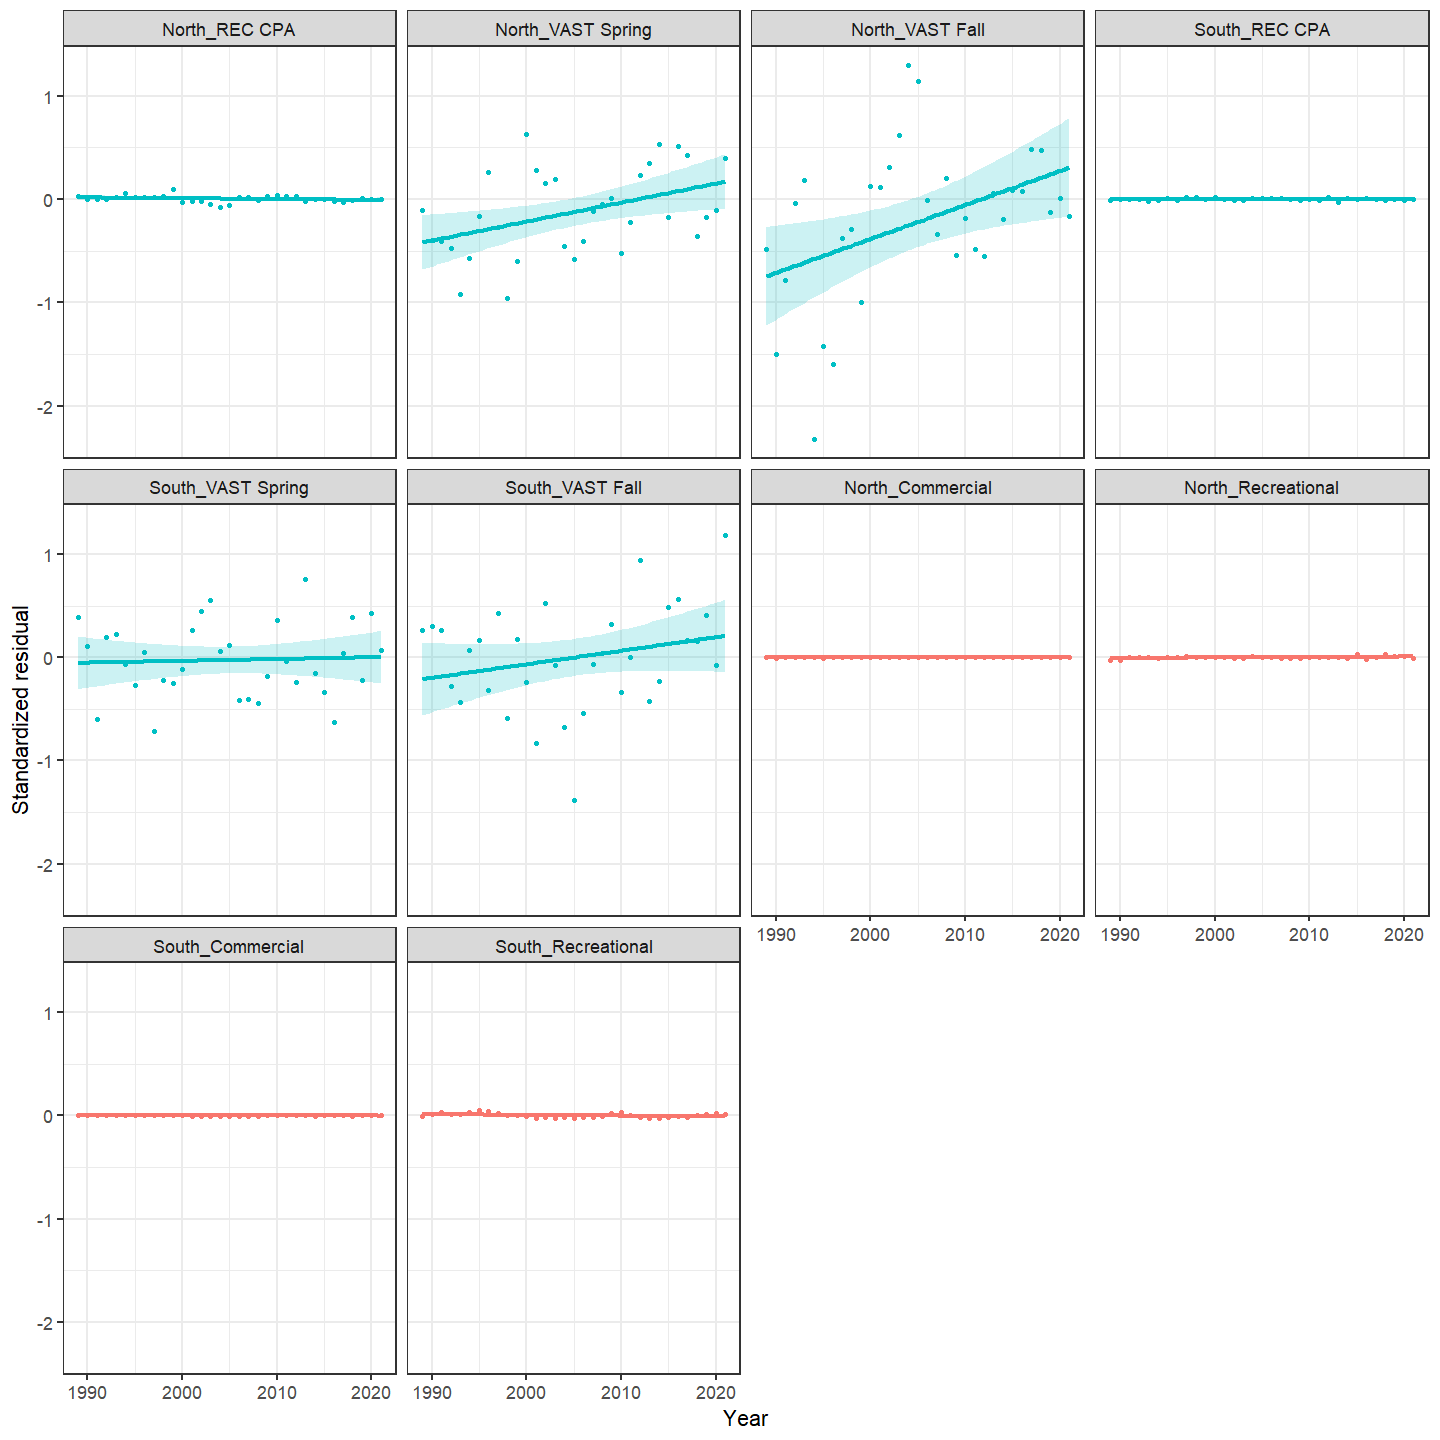 North_REC CPA North_VAST Spring North_VAST Fall South_REC CPA
1
0
-1
-2
South_VAST Spring South_VAST Fall North_Commercial North_Recreational
1
0
-1
-2
1990 2000 2010 2020 1990 2000 2010 2020
South_Commercial South_Recreational
1
0
-1
-2
1990 2000 2010 2020 1990 2000 2010 2020
Standardized residual
Year